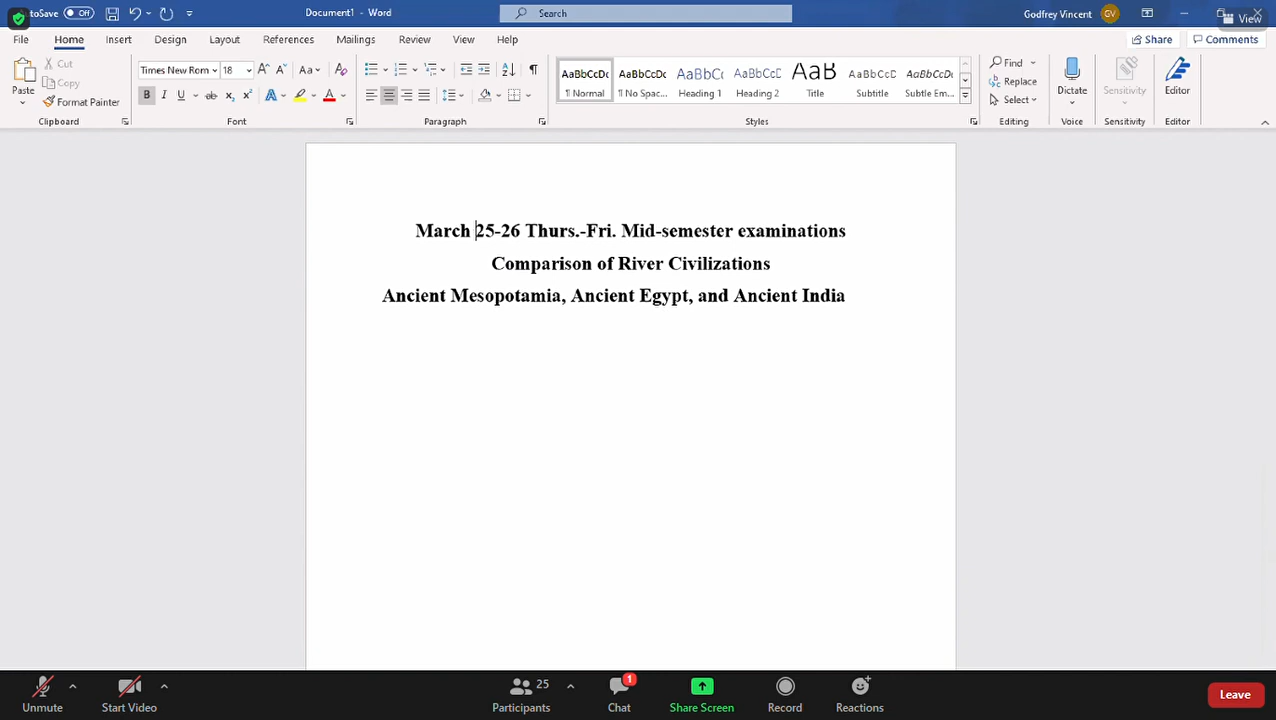 toSave Off Document1 - Word Search Godfrey Vincent GV View
File Home Insert Design Layout References Mailings Review View Help Share Comments
Paste Cut Copy Format Painter
Times New Rom 18 Aa
AaBbCcDc AaBbCcDc AaBbCc AaBbCcD AaB AaBbCcD AaBbCcDc
¶ Normal ¶ No Spac... Heading 1 Heading 2 Title Subtitle Subtle Em...
Find Replace Select
Dictate Sensitivity Editor
Clipboard Font Paragraph Styles Editing Voice Sensitivity Editor
March 25-26 Thurs.-Fri. Mid-semester examinations
Comparison of River Civilizations
Ancient Mesopotamia, Ancient Egypt, and Ancient India
Unmute Start Video Participants 25 Chat 1 Share Screen Record Reactions Leave